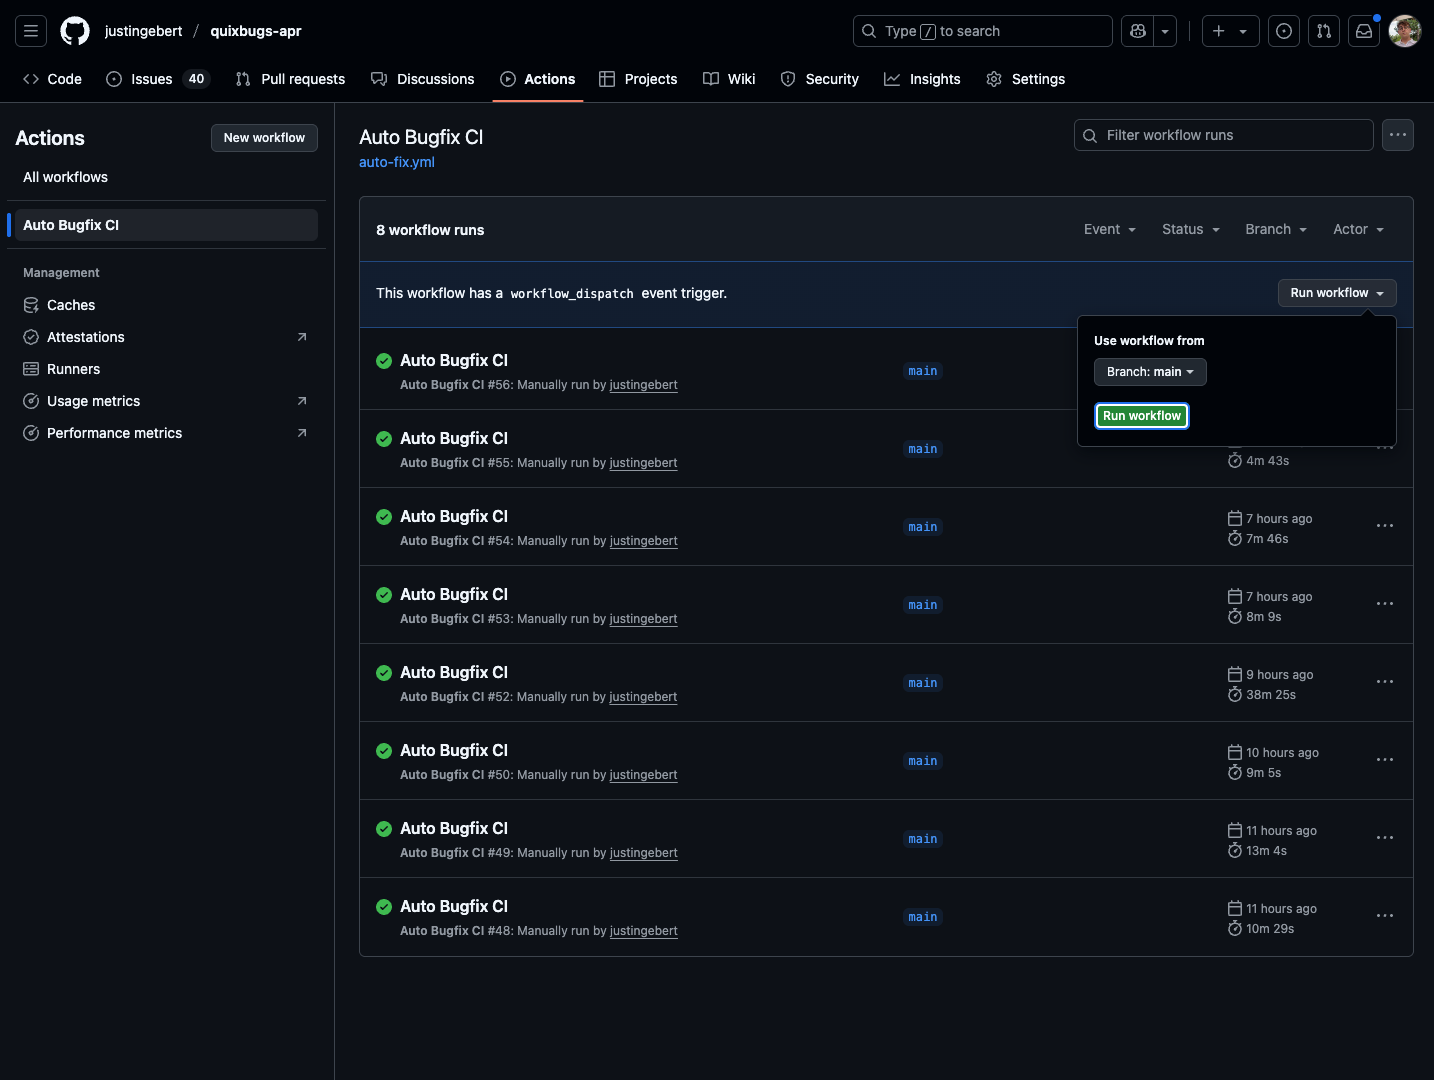 justingebert / quixbugs-apr
Type / to search
Code
Issues 40
Pull requests
Discussions
Actions
Projects
Wiki
Security
Insights
Settings
Actions
New workflow
All workflows
Auto Bugfix CI
Management
Caches
Attestations
Runners
Usage metrics
Performance metrics
Auto Bugfix CI
auto-fix.yml
Filter workflow runs
8 workflow runs
Event
Status
Branch
Actor
This workflow has a workflow_dispatch event trigger.
Run workflow
Use workflow from
Branch: main
Run workflow
Auto Bugfix CI
Auto Bugfix CI #56: Manually run by justingebert
main
Auto Bugfix CI
Auto Bugfix CI #55: Manually run by justingebert
main
4m 43s
Auto Bugfix CI
Auto Bugfix CI #54: Manually run by justingebert
main
7 hours ago
7m 46s
Auto Bugfix CI
Auto Bugfix CI #53: Manually run by justingebert
main
7 hours ago
8m 9s
Auto Bugfix CI
Auto Bugfix CI #52: Manually run by justingebert
main
9 hours ago
38m 25s
Auto Bugfix CI
Auto Bugfix CI #50: Manually run by justingebert
main
10 hours ago
9m 5s
Auto Bugfix CI
Auto Bugfix CI #49: Manually run by justingebert
main
11 hours ago
13m 4s
Auto Bugfix CI
Auto Bugfix CI #48: Manually run by justingebert
main
11 hours ago
10m 29s